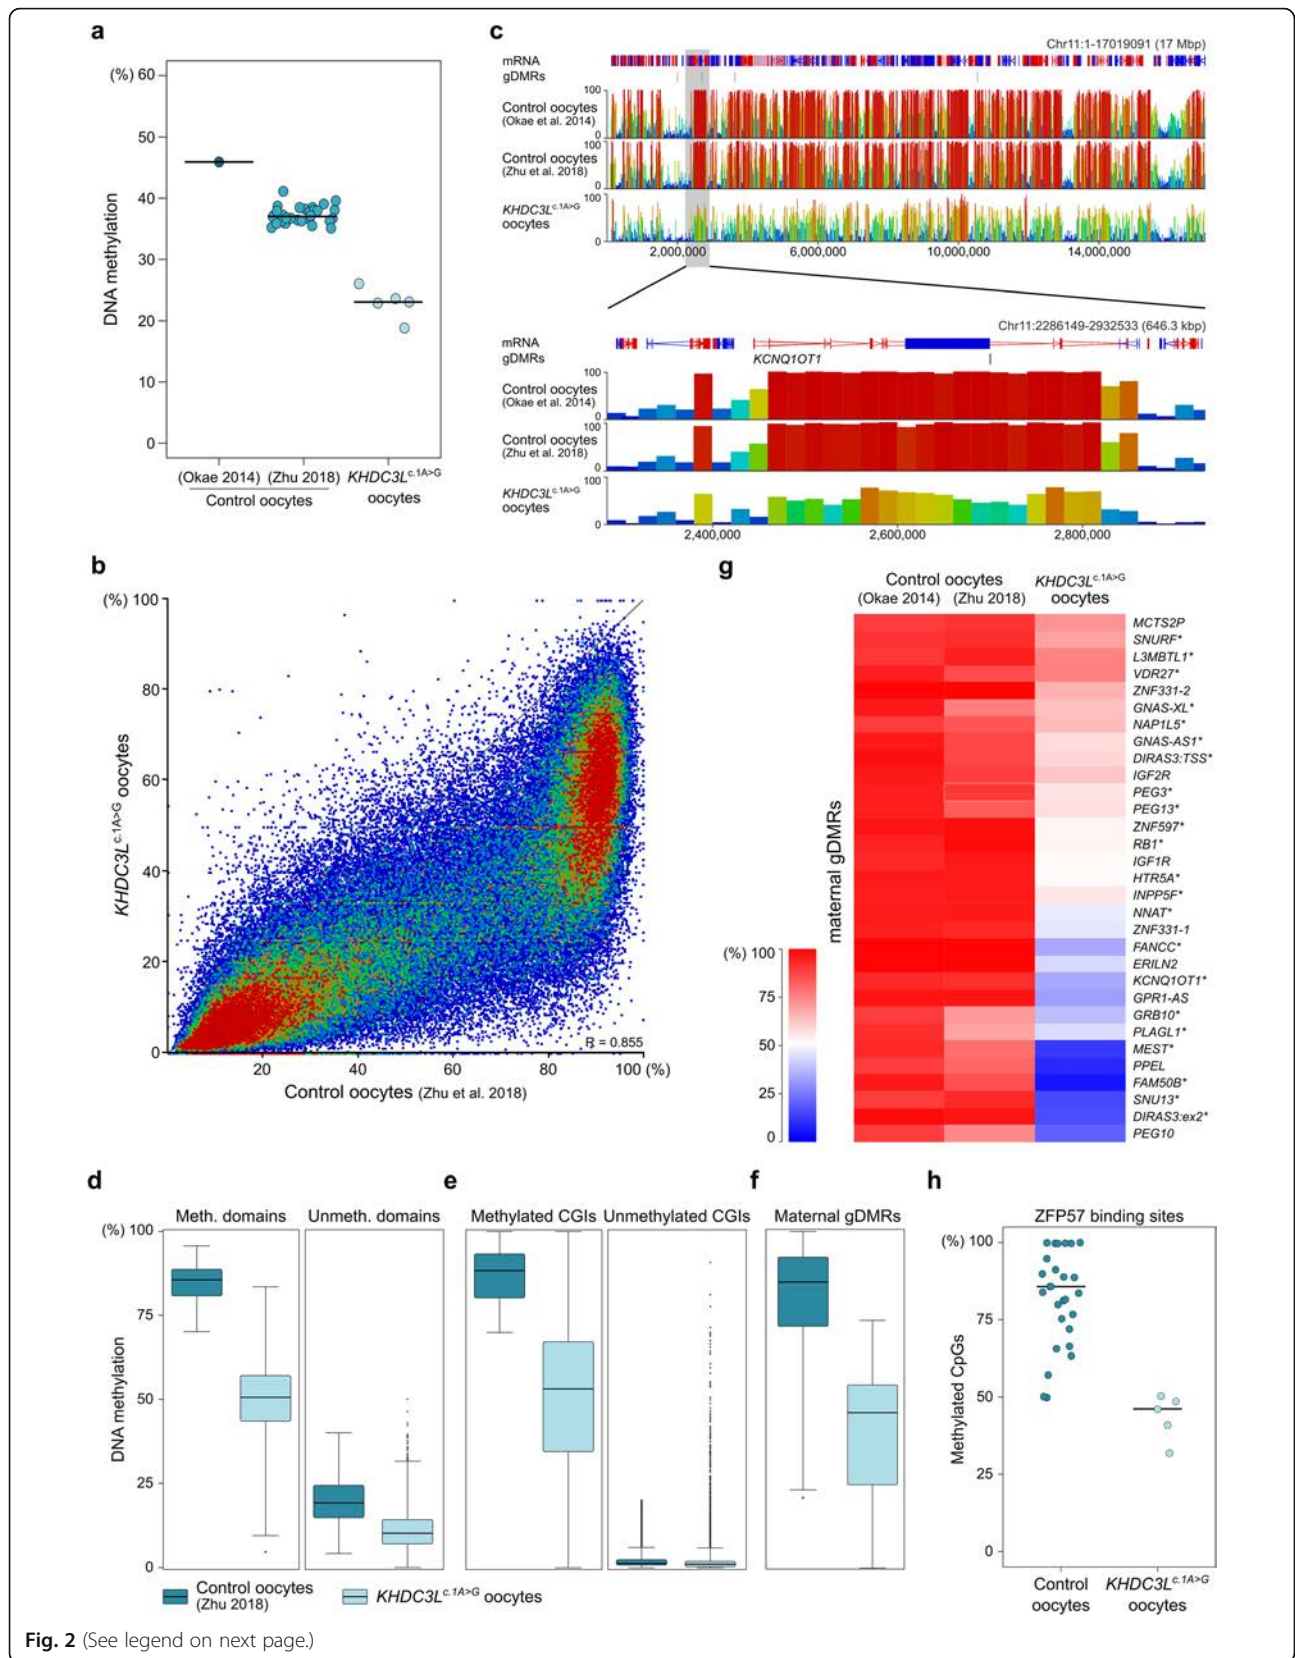 a
(%) 60
50
40
30
20
10
0
DNA methylation
(Okae 2014) (Zhu 2018) KHDC3L c.1A>G
Control oocytes oocytes
c
Chr11:1-17019091 (17 Mbp)
mRNA
gDMRs
100
Control oocytes
(Okae et al. 2014)
0
100
Control oocytes
(Zhu et al. 2018)
0
100
KHDC3L c.1A>G
oocytes
0
2,000,000 6,000,000 10,000,000 14,000,000
Chr11:2286149-2932533 (646.3 kbp)
mRNA
gDMRs
KCNQ1OT1
100
Control oocytes
(Okae et al. 2014)
0
100
Control oocytes
(Zhu et al. 2018)
0
100
KHDC3L c.1A>G
oocytes
0
2,400,000 2,600,000 2,800,000
b
(%) 100
80
60
40
20
0
KHDC3L c.1A>G oocytes
R = 0.855
20 40 60 80 100 (%)
Control oocytes (Zhu et al. 2018)
g
Control oocytes KHDC3L c.1A>G
(Okae 2014) (Zhu 2018) oocytes
maternal gDMRs
MCTS2P
SNURF*
L3MBTL1*
VDR27*
ZNF331-2
GNAS-XL*
NAP1L5*
GNAS-AS1*
DIRAS3:TSS*
IGF2R
PEG3*
PEG13*
ZNF597*
RB1*
IGF1R
HTR5A*
INPP5F*
NNAT*
ZNF331-1
FANCC*
ERILN2
KCNQ1OT1*
GPR1-AS
GRB10*
PLAGL1*
MEST*
PPEL
FAM50B*
SNU13*
DIRAS3:ex2*
PEG10
(%) 100
75
50
25
0
d
Meth. domains Unmeth. domains
(%) 100
75
50
25
0
DNA methylation
e
Methylated CGIs Unmethylated CGIs
f
Maternal gDMRs
Control oocytes
(Zhu 2018)
KHDC3L c.1A>G oocytes
h
ZFP57 binding sites
(%) 100
75
50
25
0
Methylated CpGs
Control KHDC3L c.1A>G
oocytes oocytes
Fig. 2 (See legend on next page.)